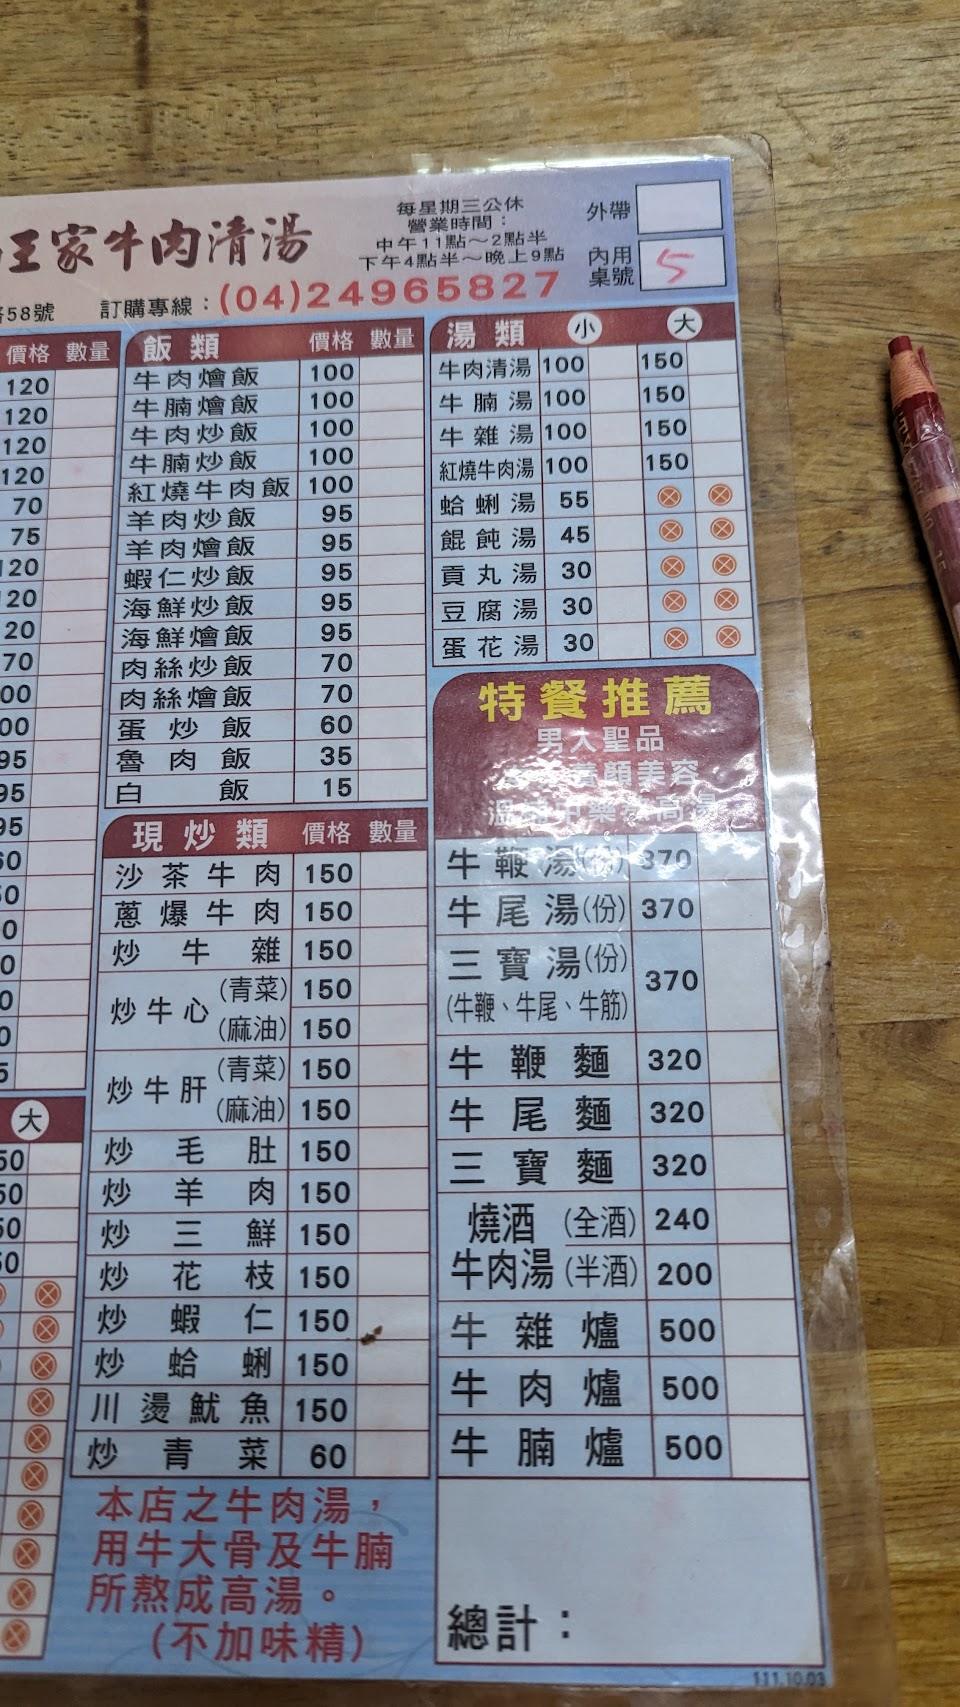 王家牛肉清湯
每星期三公休
營業時間：
中午11點～2點半
下午4點半～晚上9點
外帶
內用桌號 5
58號 訂購專線：(04)24965827
價格 數量
120
120
120
120
70
75
120
120
120
大
飯類 價格 數量
牛肉燴飯 100
牛腩燴飯 100
牛肉炒飯 100
牛腩炒飯 100
紅燒牛肉飯 100
羊肉炒飯 95
羊肉燴飯 95
蝦仁炒飯 95
海鮮炒飯 95
海鮮燴飯 95
肉絲炒飯 70
肉絲燴飯 70
蛋炒飯 60
魯肉飯 35
白飯 15
現炒類 價格 數量
沙茶牛肉 150
蔥爆牛肉 150
炒牛雜 150
炒牛心 (青菜) 150
(麻油) 150
炒牛肝 (青菜) 150
(麻油) 150
炒毛肚 150
炒羊肉 150
炒三鮮 150
炒花枝 150
炒蝦仁 150
炒蛤蜊 150
川燙魷魚 150
炒青菜 60
本店之牛肉湯，
用牛大骨及牛腩
所熬成高湯。
(不加味精)
湯類 小 大
牛肉清湯 100 150
牛腩湯 100 150
牛雜湯 100 150
紅燒牛肉湯 100 150
蛤蜊湯 55
餛飩湯 45
貢丸湯 30
豆腐湯 30
蛋花湯 30
特餐推薦
男人聖品
顏美容
高湯
牛鞭湯(份) 370
牛尾湯(份) 370
三寶湯(份) 370
(牛鞭、牛尾、牛筋)
牛鞭麵 320
牛尾麵 320
三寶麵 320
燒酒 (全酒) 240
牛肉湯 (半酒) 200
牛雜爐 500
牛肉爐 500
牛腩爐 500
總計：
111.10.03